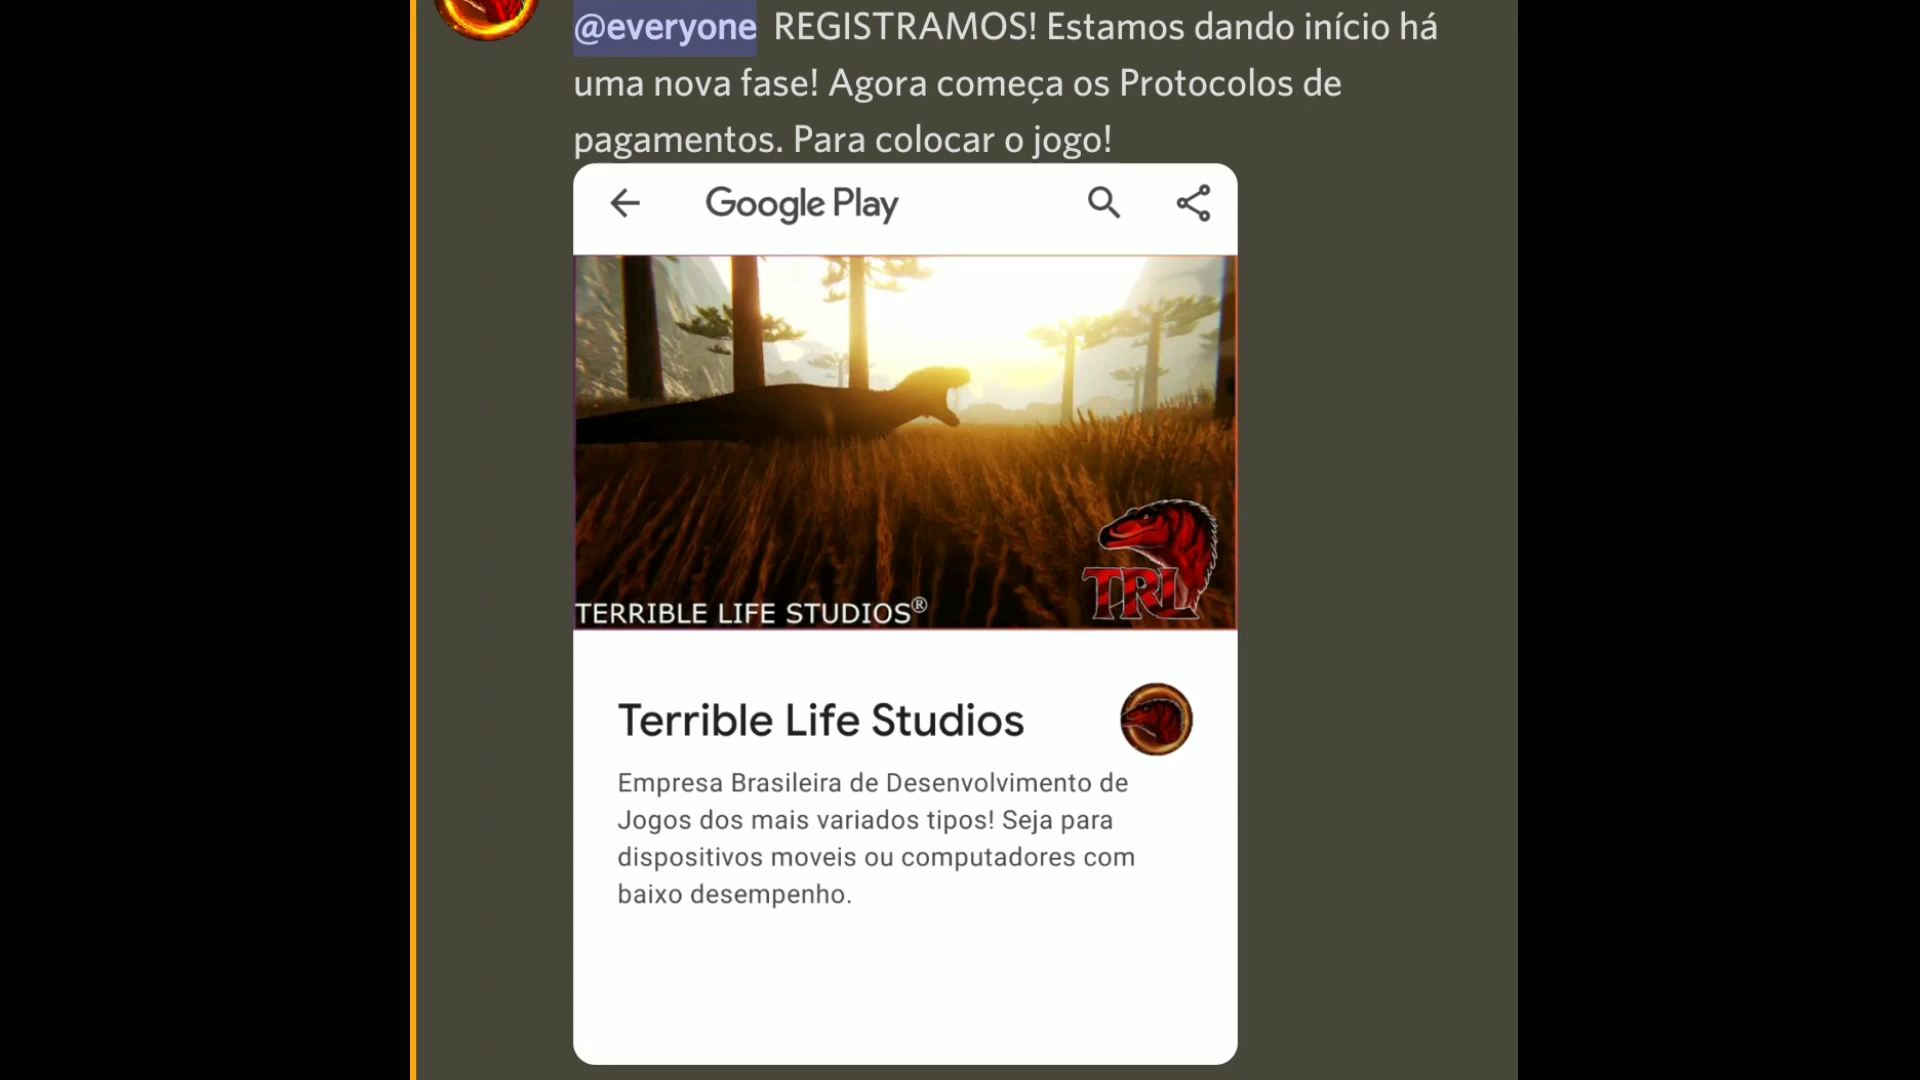 @everyone REGISTRAMOS! Estamos dando início há
uma nova fase! Agora começa os Protocolos de
pagamentos. Para colocar o jogo!
Google Play
TRL
TERRIBLE LIFE STUDIOS®
Terrible Life Studios
Empresa Brasileira de Desenvolvimento de
Jogos dos mais variados tipos! Seja para
dispositivos moveis ou computadores com
baixo desempenho.